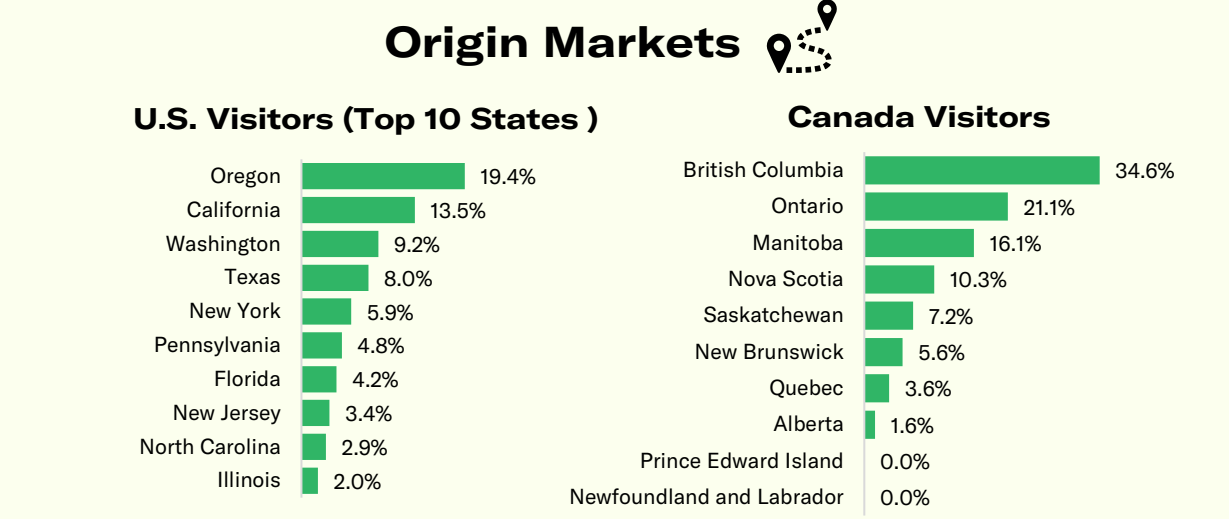 Origin Markets
U.S. Visitors (Top 10 States )
Oregon 19.4%
California 13.5%
Washington 9.2%
Texas 8.0%
New York 5.9%
Pennsylvania 4.8%
Florida 4.2%
New Jersey 3.4%
North Carolina 2.9%
Illinois 2.0%
Canada Visitors
British Columbia 34.6%
Ontario 21.1%
Manitoba 16.1%
Nova Scotia 10.3%
Saskatchewan 7.2%
New Brunswick 5.6%
Quebec 3.6%
Alberta 1.6%
Prince Edward Island 0.0%
Newfoundland and Labrador 0.0%